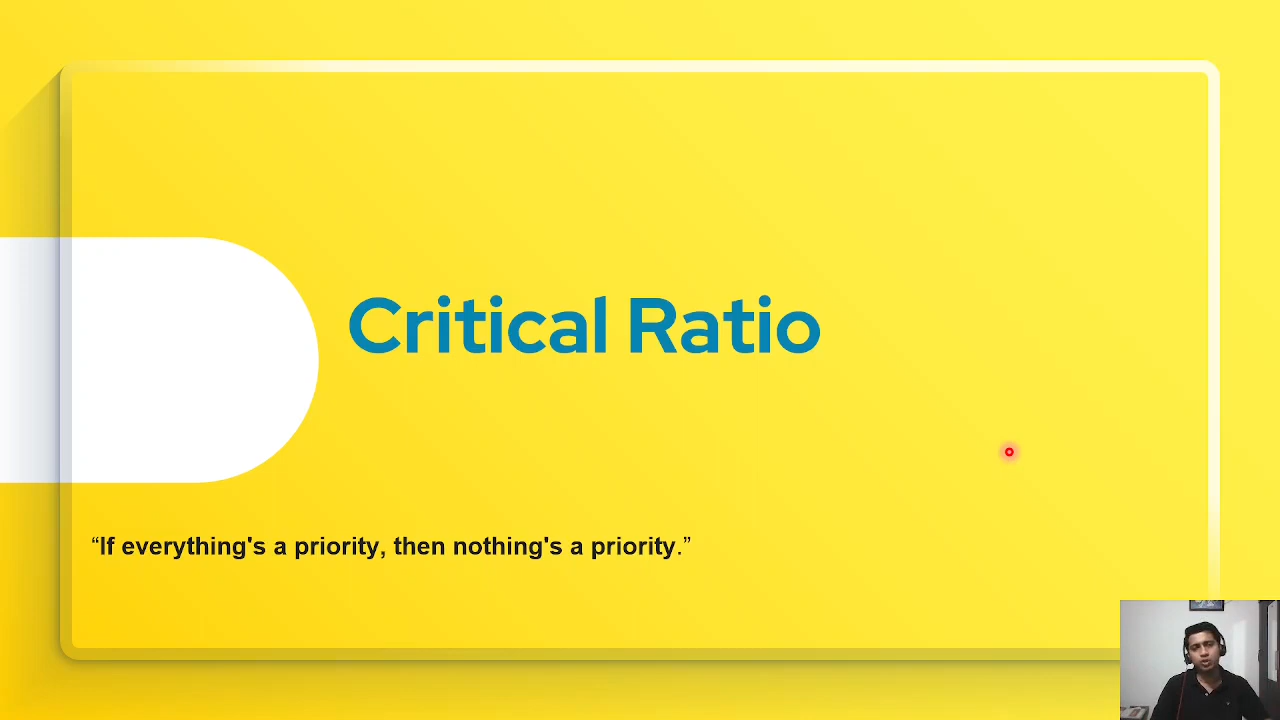 Critical Ratio
“If everything's a priority, then nothing's a priority.”